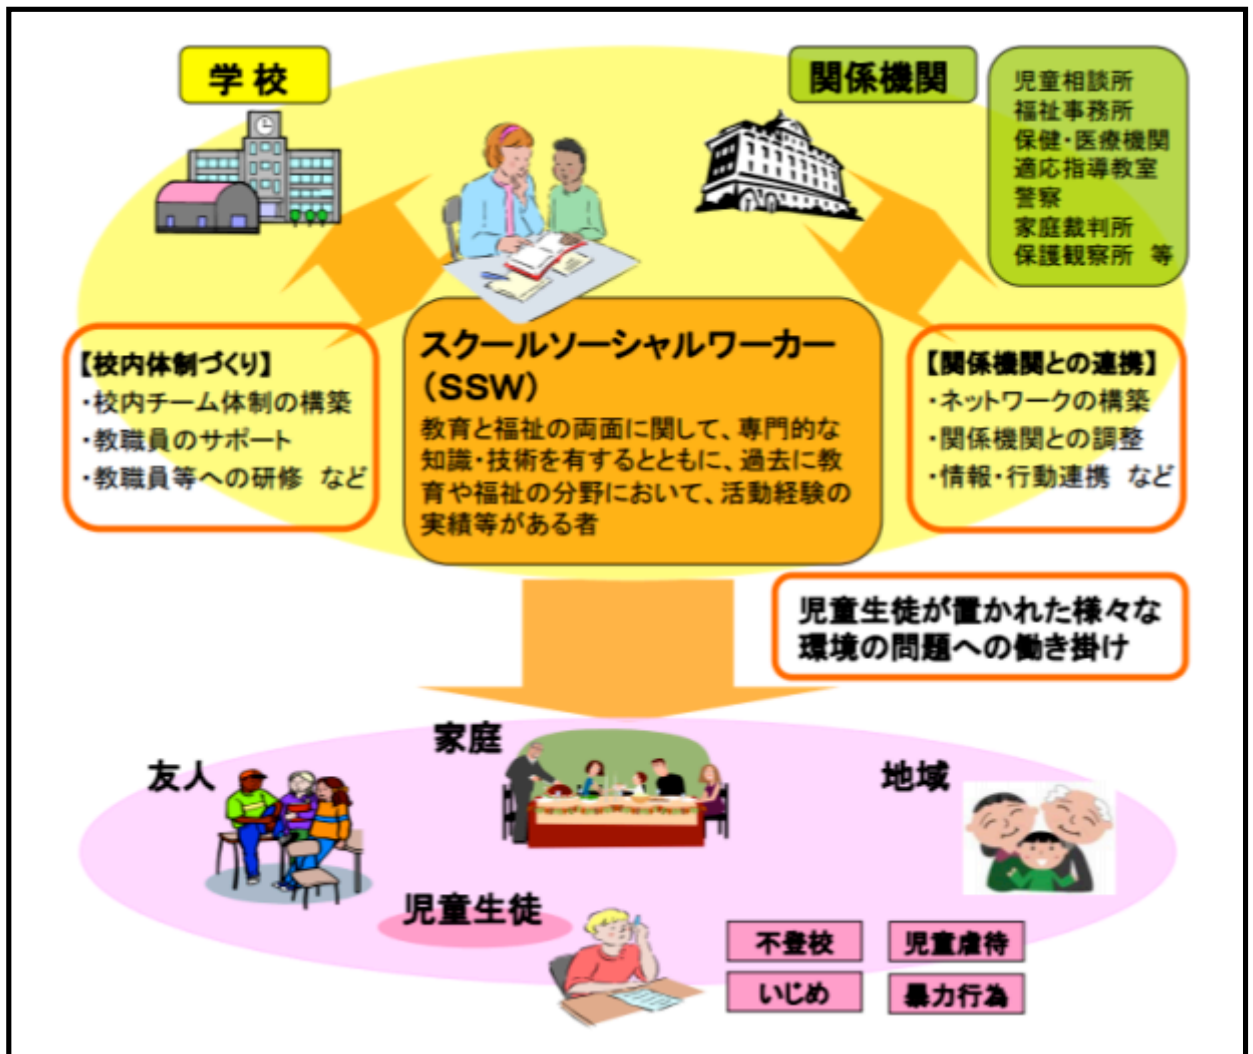 学校
関係機関
児童相談所
福祉事務所
保健・医療機関
適応指導教室
警察
家庭裁判所
保護観察所　等
【校内体制づくり】
・校内チーム体制の構築
・教職員のサポート
・教職員等への研修　など
スクールソーシャルワーカー
（SSW）
教育と福祉の両面に関して、専門的な
知識・技術を有するとともに、過去に教
育や福祉の分野において、活動経験の
実績等がある者
【関係機関との連携】
・ネットワークの構築
・関係機関との調整
・情報・行動連携　など
児童生徒が置かれた様々な
環境の問題への働き掛け
友人
家庭
地域
児童生徒
不登校
児童虐待
いじめ
暴力行為